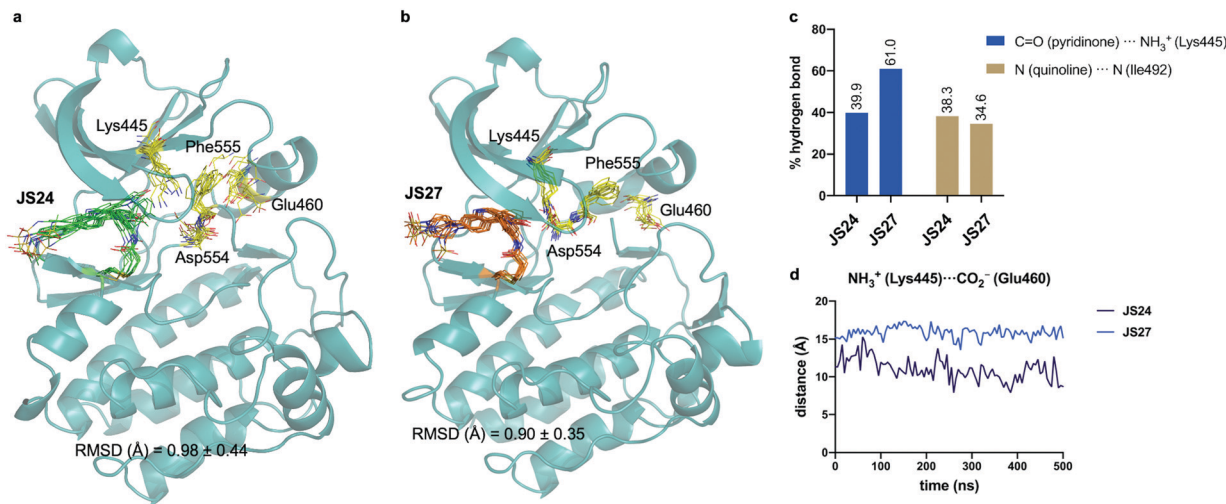 a
Lys445
Phe555
JS24
Glu460
Asp554
RMSD (Å) = 0.98 ± 0.44
b
Lys445
Phe555
JS27
Glu460
Asp554
RMSD (Å) = 0.90 ± 0.35
c
C=O (pyridinone) ··· NH₃⁺ (Lys445)
N (quinoline) ··· N (Ile492)
% hydrogen bond
80
60
40
20
0
39.9
61.0
38.3
34.6
JS24
JS27
JS24
JS27
d
NH₃⁺ (Lys445)···CO₂⁻ (Glu460)
distance (Å)
20
15
10
5
0
0 100 200 300 400 500
time (ns)
JS24
JS27